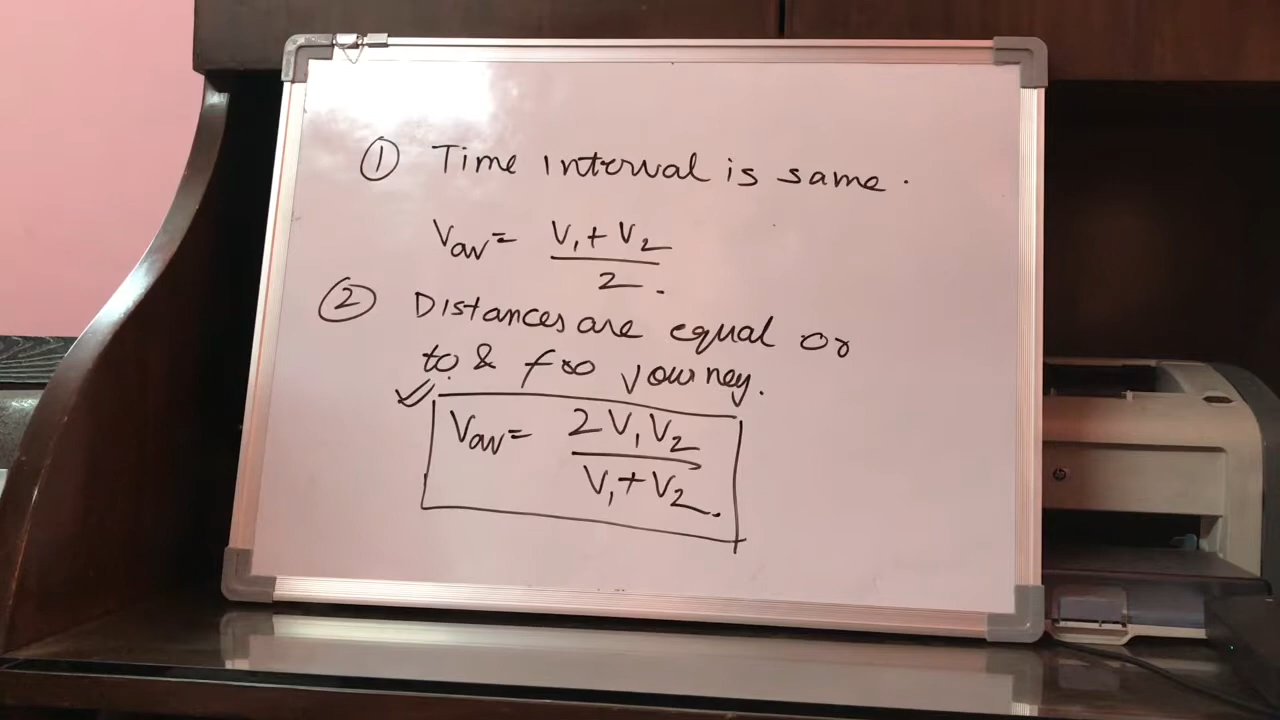 ① Time interval is same.
Vav = V₁ + V₂ / 2.
② Distances are equal or
to & fro journey.
✓ Vav = 2V₁V₂ / V₁ + V₂.
hp